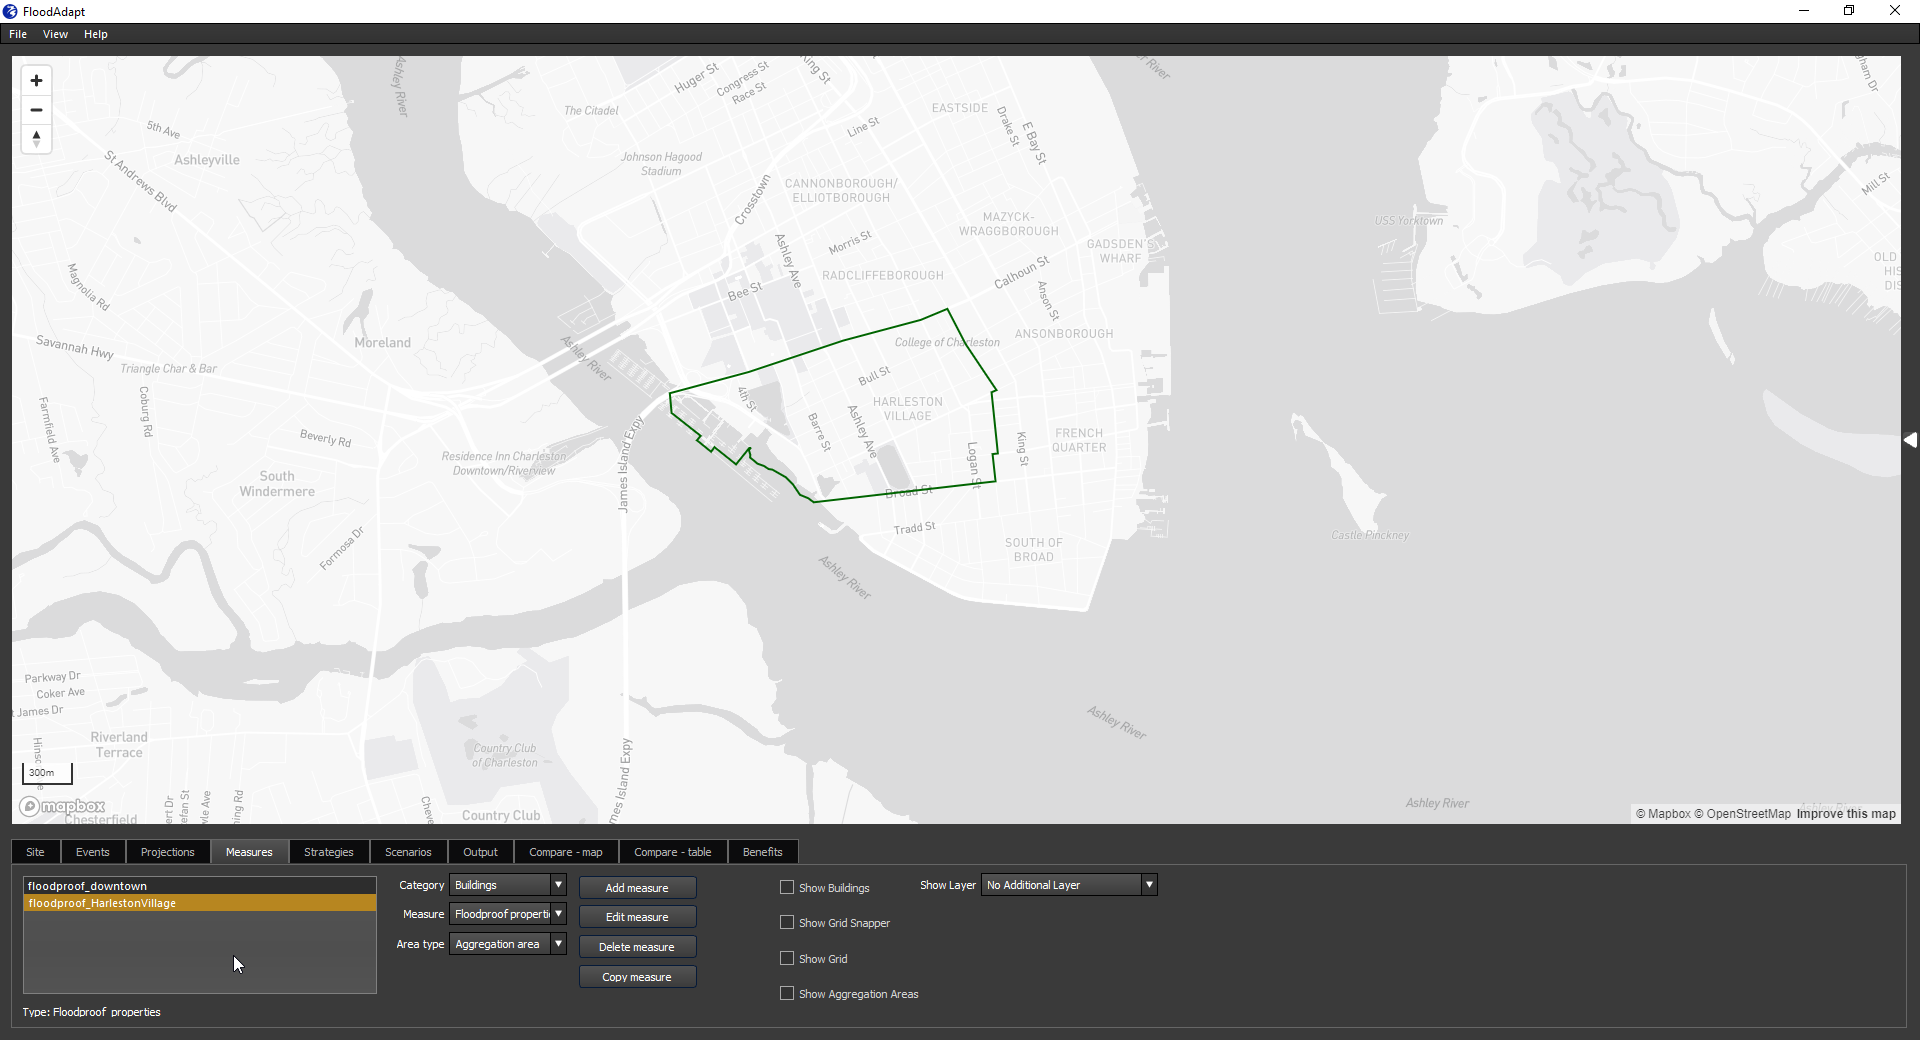 FloodAdapt
File View Help
Ashley River
King St
Ashley River
Huger St
Congress St
Race St
The Citadel
EASTSIDE
Drake St
E Bay St
Line St
5th Ave
Ashleyville
St Andrews Blvd
Johnson Hagood
Stadium
CANNONBOROUGH/
ELLIOTBOROUGH
Crosstown
Mill St
MAZYCK-
WRAGGBOROUGH
USS Yorktown
Morris St
Ashley Ave
GADSDEN'S
WHARF
RADCLIFFEBOROUGH
Calhoun St
Magnolia Rd
Bee St
Anson St
OLD
HIS
DIS
ANSONBOROUGH
College of Charleston
Moreland
Savannah Hwy
Triangle Char & Bar
Ashley River
Bull St
4th St
HARLESTON
VILLAGE
Coburg Rd
Farmfield Ave
Barre St
Ashley Ave
King St
FRENCH
QUARTER
Beverly Rd
Residence Inn Charleston
Downtown/Riverview
James Island Expy
Logan St
South
Windermere
Broad St
Tradd St
Formosa Dr
SOUTH OF
BROAD
Castle Pinckney
Ashley River
Parkway Dr
Coker Ave
t James Dr
Riverland
Terrace
Ashley River
Country Club
of Charleston
James Island Expy
300m
mapbox
Chesterfield
Country Club
Ashley River
© Mapbox © OpenStreetMap Improve this map
Site Events Projections Measures Strategies Scenarios Output Compare - map Compare - table Benefits
floodproof_downtown
floodproof_HarlestonVillage
Type: Floodproof properties
Category Buildings
Measure Floodproof properti
Area type Aggregation area
Add measure
Edit measure
Delete measure
Copy measure
Show Buildings
Show Grid Snapper
Show Grid
Show Aggregation Areas
Show Layer No Additional Layer